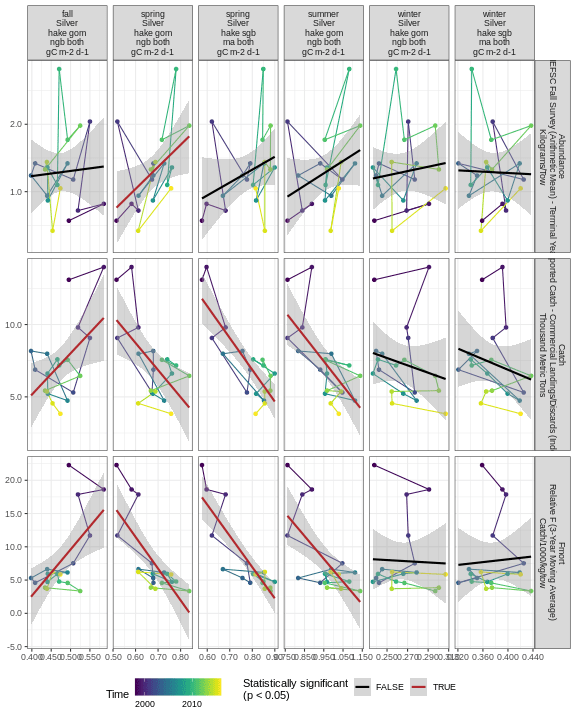 fall
Silver
hake gom
ngb both
gC m-2 d-1
spring
Silver
hake gom
ngb both
gC m-2 d-1
spring
Silver
hake sgb
ma both
gC m-2 d-1
summer
Silver
hake gom
ngb both
gC m-2 d-1
winter
Silver
hake gom
ngb both
gC m-2 d-1
winter
Silver
hake sgb
ma both
gC m-2 d-1
2.0
1.0
Abundance
EFSC Fall Survey (Arithmetic Mean) - Terminal Ye
Kilograms/Tow
10.0
5.0
Catch
ported Catch - Commercial Landings/Discards (Ind
Thousand Metric Tons
20.0
15.0
10.0
5.0
0.0
-5.0
Fmort
Relative F (3-Year Moving Average)
Catch/1000/kg/tow
0.400 0.450 0.500 0.550
0.50 0.60 0.70 0.80
0.60 0.70 0.80 0.90
0.750 0.850 0.950 1.050 1.150
0.250 0.270 0.290 0.310
0.320 0.360 0.400 0.440
Time
2000 2010
Statistically significant
(p < 0.05)
FALSE
TRUE